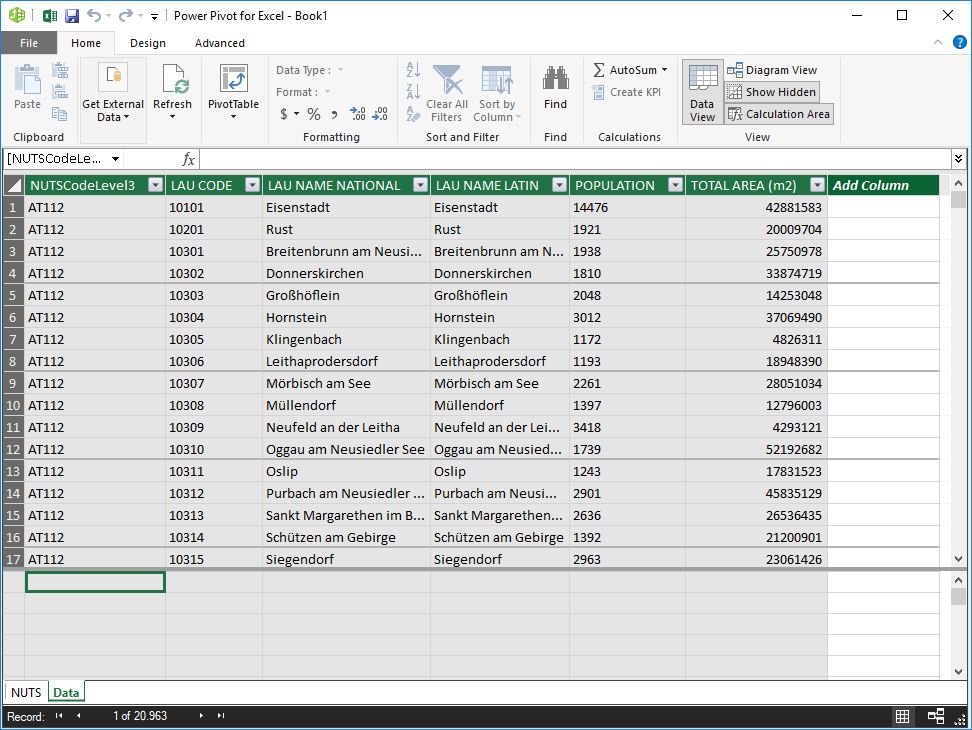 Power Pivot for Excel - Book1
File Home Design Advanced
Paste
Get External Data
Refresh
PivotTable
Data Type :
Format :
$ % , .00 .00
Clear All Filters
Sort by Column
Find
AutoSum
Create KPI
Data View
Diagram View
Show Hidden
Calculation Area
Clipboard Formatting Sort and Filter Find Calculations View
[NUTSCodeLe... fx
NUTSCodeLevel3 LAU CODE LAU NAME NATIONAL LAU NAME LATIN POPULATION TOTAL AREA (m2) Add Column
1 AT112 10101 Eisenstadt Eisenstadt 14476 42881583
2 AT112 10201 Rust Rust 1921 20009704
3 AT112 10301 Breitenbrunn am Neusi... Breitenbrunn am N... 1938 25750978
4 AT112 10302 Donnerskirchen Donnerskirchen 1810 33874719
5 AT112 10303 Großhöflein Großhöflein 2048 14253048
6 AT112 10304 Hornstein Hornstein 3012 37069490
7 AT112 10305 Klingenbach Klingenbach 1172 4826311
8 AT112 10306 Leithaprodersdorf Leithaprodersdorf 1193 18948390
9 AT112 10307 Mörbisch am See Mörbisch am See 2261 28051034
10 AT112 10308 Müllendorf Müllendorf 1397 12796003
11 AT112 10309 Neufeld an der Leitha Neufeld an der Lei... 3418 4293121
12 AT112 10310 Oggau am Neusiedler See Oggau am Neusied... 1739 52192682
13 AT112 10311 Oslip Oslip 1243 17831523
14 AT112 10312 Purbach am Neusiedler ... Purbach am Neusi... 2901 45835129
15 AT112 10313 Sankt Margarethen im B... Sankt Margarethen... 2636 26536435
16 AT112 10314 Schützen am Gebirge Schützen am Gebirge 1392 21200901
17 AT112 10315 Siegendorf Siegendorf 2963 23061426
NUTS Data
Record: 1 of 20.963